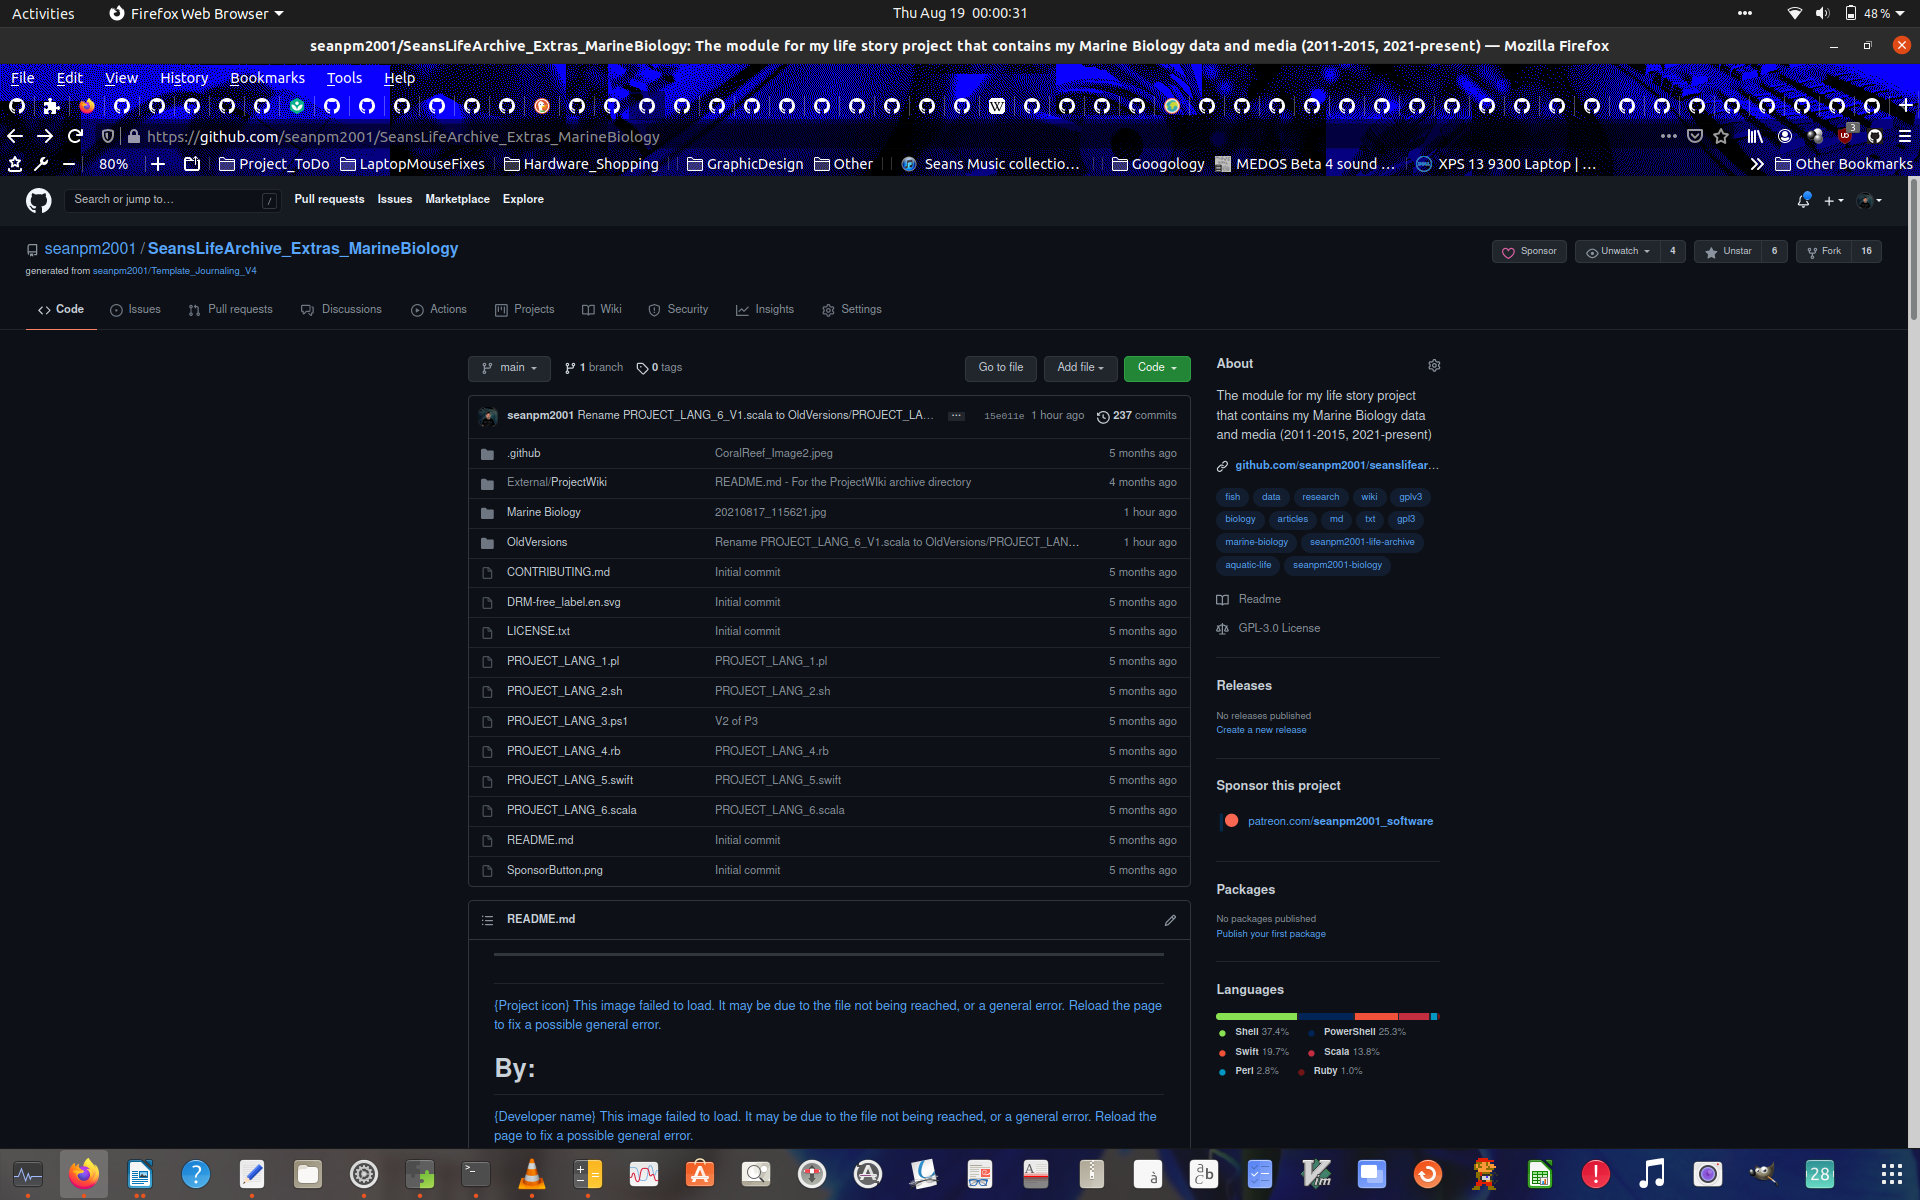 Activities
Firefox Web Browser
Thu Aug 19 00:00:31
48 %
seanpm2001/SeansLifeArchive_Extras_MarineBiology: The module for my life story project that contains my Marine Biology data and media (2011-2015, 2021-present) — Mozilla Firefox
File Edit View History Bookmarks Tools Help
https://github.com/seanpm2001/SeansLifeArchive_Extras_MarineBiology
3
80% Project_ToDo LaptopMouseFixes Hardware_Shopping GraphicDesign Other Seans Music collectio… Googology MEDOS Beta 4 sound … XPS 13 9300 Laptop | … Other Bookmarks
Search or jump to… / Pull requests Issues Marketplace Explore
seanpm2001 / SeansLifeArchive_Extras_MarineBiology
Sponsor Unwatch 4 Unstar 6 Fork 16
generated from seanpm2001/Template_Journaling_V4
Code Issues Pull requests Discussions Actions Projects Wiki Security Insights Settings
main 1 branch 0 tags Go to file Add file Code
seanpm2001 Rename PROJECT_LANG_6_V1.scala to OldVersions/PROJECT_LA… ... 15e011e 1 hour ago 237 commits
.github CoralReef_Image2.jpeg 5 months ago
External/ProjectWiki README.md - For the ProjectWIki archive directory 4 months ago
Marine Biology 20210817_115621.jpg 1 hour ago
OldVersions Rename PROJECT_LANG_6_V1.scala to OldVersions/PROJECT_LAN… 1 hour ago
CONTRIBUTING.md Initial commit 5 months ago
DRM-free_label.en.svg Initial commit 5 months ago
LICENSE.txt Initial commit 5 months ago
PROJECT_LANG_1.pl PROJECT_LANG_1.pl 5 months ago
PROJECT_LANG_2.sh PROJECT_LANG_2.sh 5 months ago
PROJECT_LANG_3.ps1 V2 of P3 5 months ago
PROJECT_LANG_4.rb PROJECT_LANG_4.rb 5 months ago
PROJECT_LANG_5.swift PROJECT_LANG_5.swift 5 months ago
PROJECT_LANG_6.scala PROJECT_LANG_6.scala 5 months ago
README.md Initial commit 5 months ago
SponsorButton.png Initial commit 5 months ago
README.md
{Project icon} This image failed to load. It may be due to the file not being reached, or a general error. Reload the page
to fix a possible general error.
By:
{Developer name} This image failed to load. It may be due to the file not being reached, or a general error. Reload the
page to fix a possible general error.
About
The module for my life story project
that contains my Marine Biology data
and media (2011-2015, 2021-present)
github.com/seanpm2001/seanslifear…
fish data research wiki gplv3
biology articles md txt gpl3
marine-biology seanpm2001-life-archive
aquatic-life seanpm2001-biology
Readme
GPL-3.0 License
Releases
No releases published
Create a new release
Sponsor this project
patreon.com/seanpm2001_software
Packages
No packages published
Publish your first package
Languages
Shell 37.4% PowerShell 25.3%
Swift 19.7% Scala 13.8%
Perl 2.8% Ruby 1.0%
28